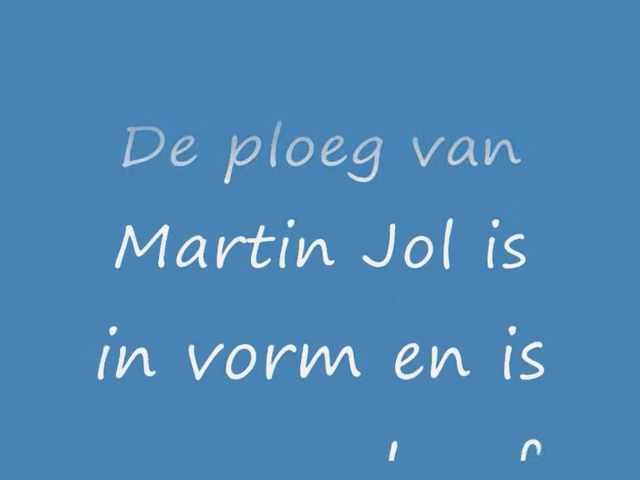 De ploeg van
Martin Jol is
in vorm en is